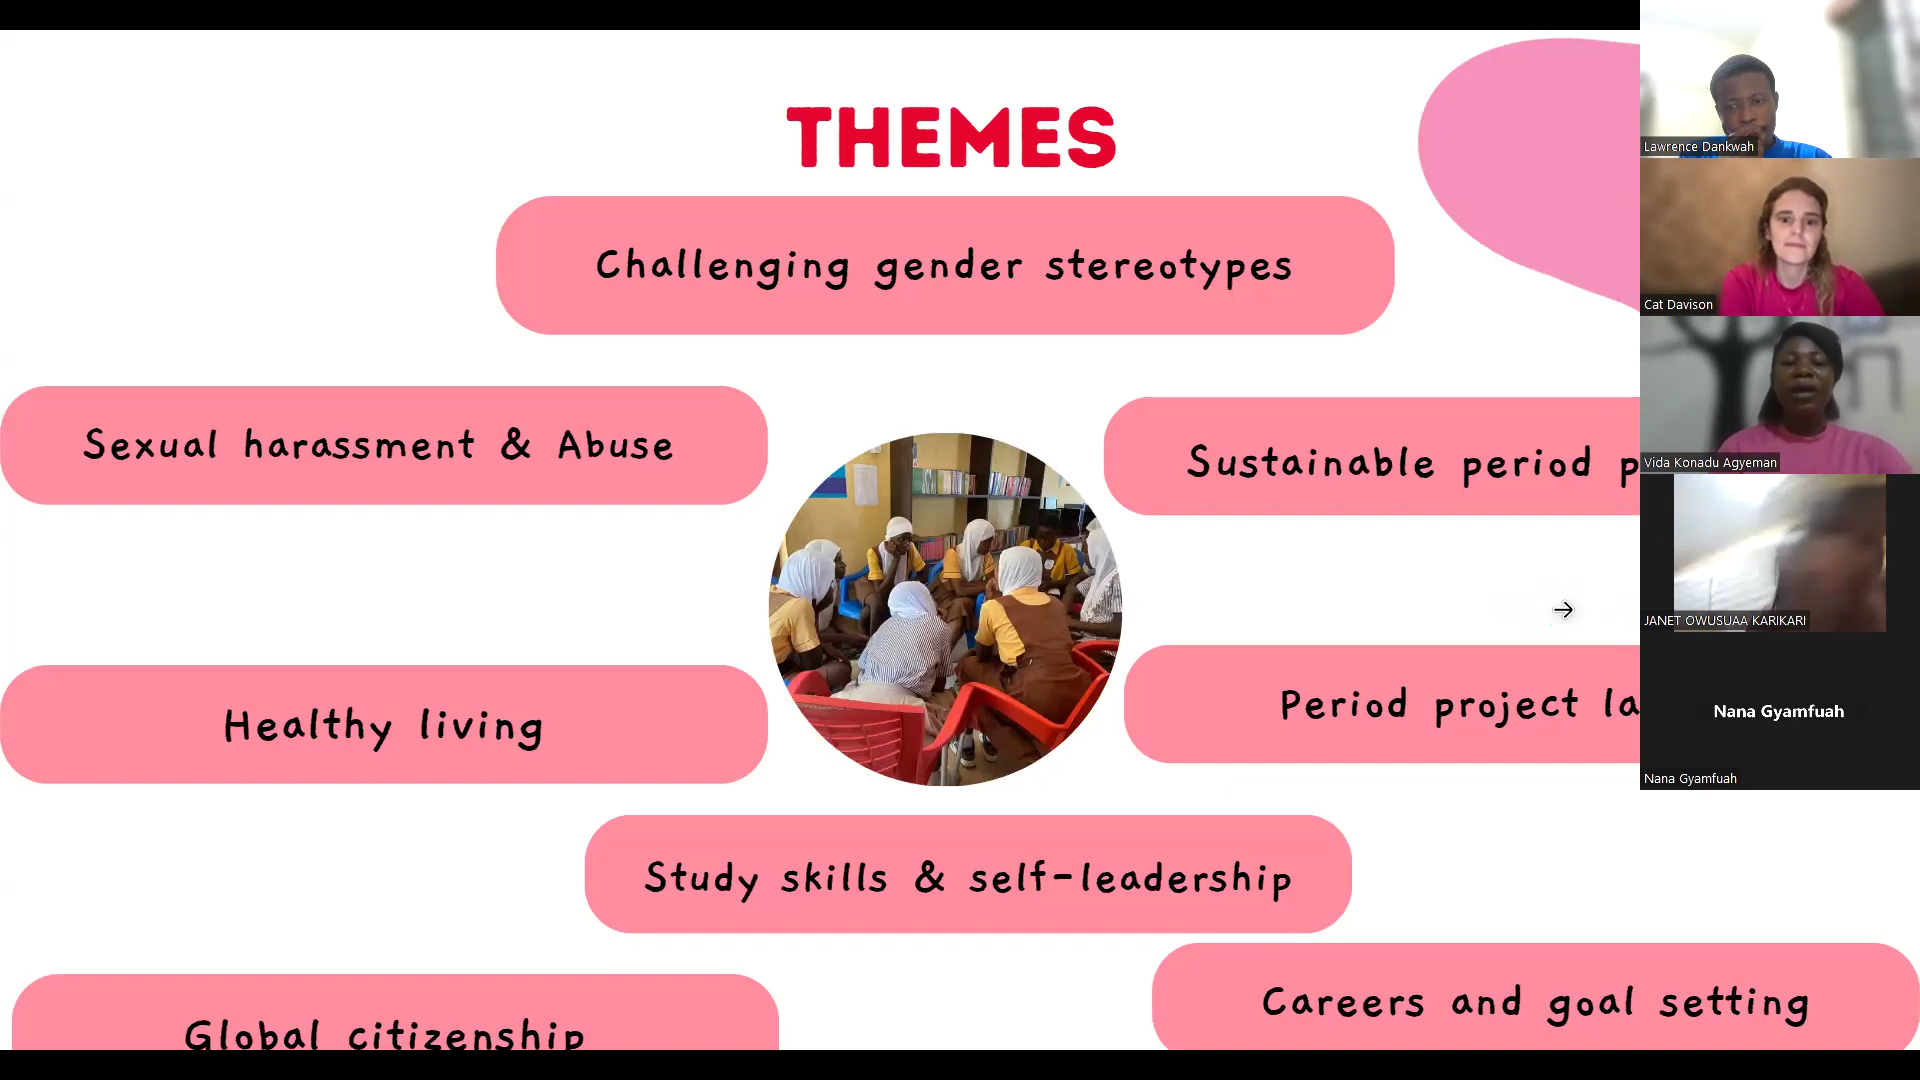 THEMES
Challenging gender stereotypes
Sexual harassment & Abuse
Sustainable period
Healthy living
Period project
Study skills & self-leadership
Careers and goal setting
Global citizenship
Lawrence Dankwah
Cat Davison
Vida Konadu Agyeman
JANET OWUSUAA KARIKARI
Nana Gyamfuah
Nana Gyamfuah